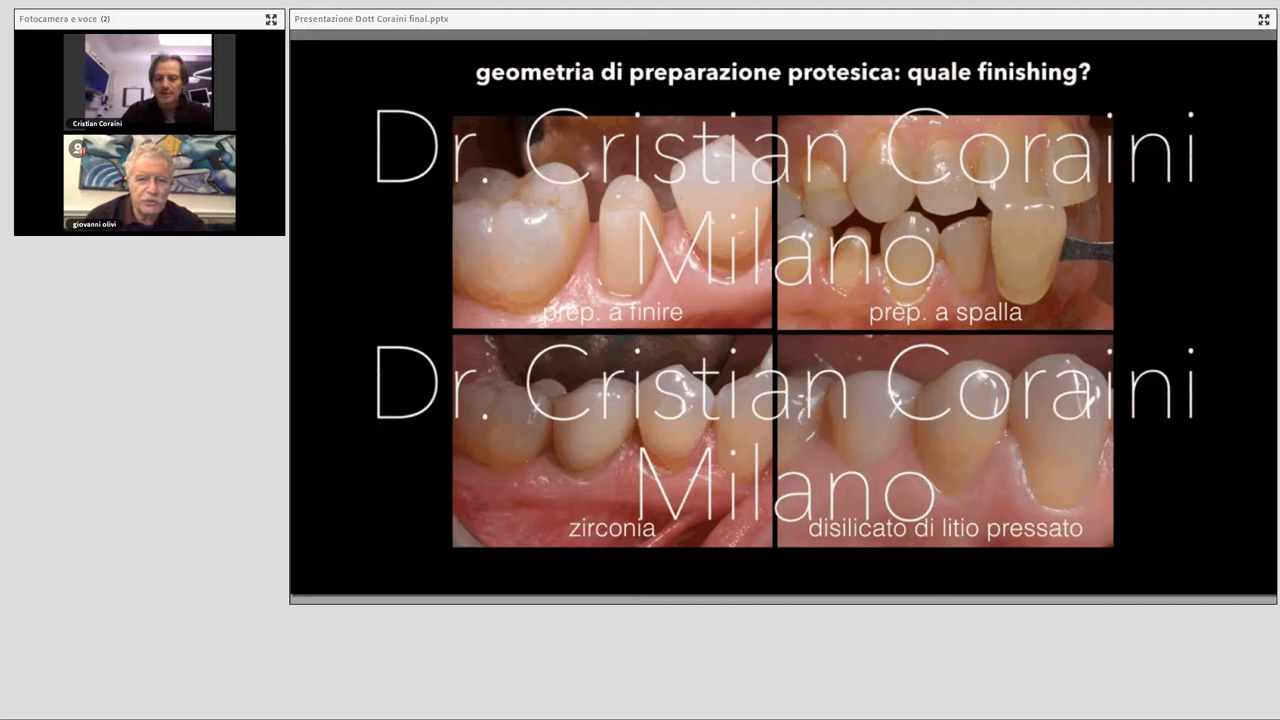 Fotocamera e voce (2)
Presentazione Dott Coraini final.pptx
Cristian Coraini
giovanni olivi
geometria di preparazione protesica: quale finishing?
Dr. Cristian Coraini
Milano
prep. a finire
prep. a spalla
Dr. Cristian Coraini
Milano
zirconia
disilicato di litio pressato